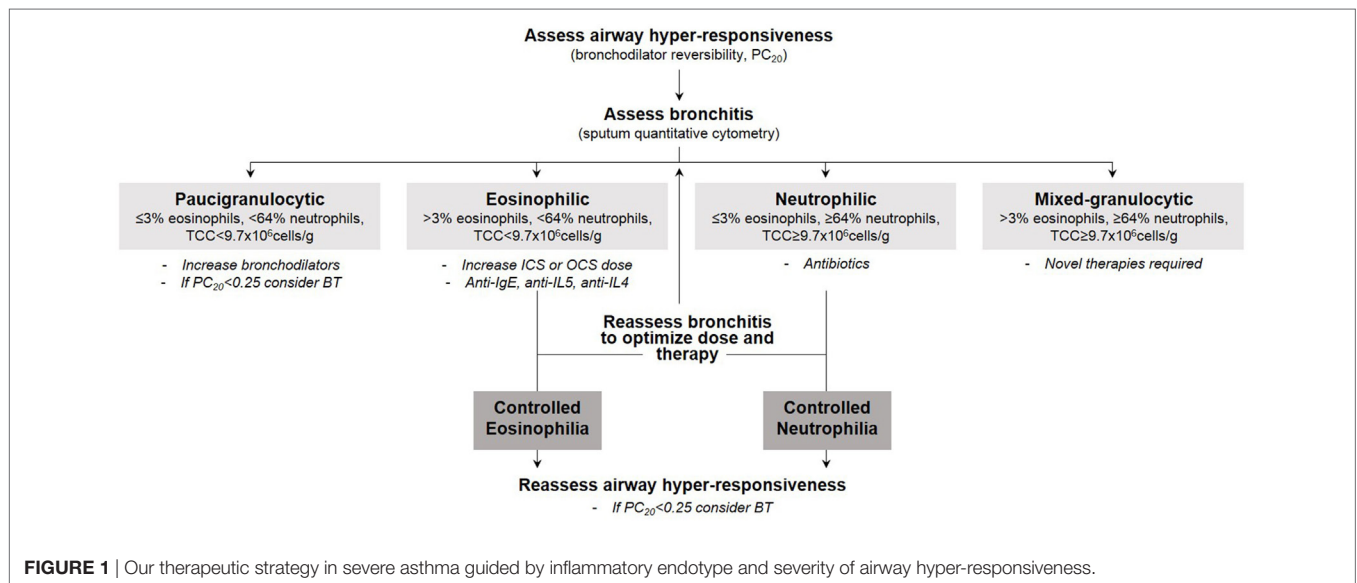 Assess airway hyper-responsiveness
(bronchodilator reversibility, PC₂₀)
Assess bronchitis
(sputum quantitative cytometry)
Paucigranulocytic
≤3% eosinophils, <64% neutrophils,
TCC<9.7x10⁶cells/g
- Increase bronchodilators
- If PC₂₀<0.25 consider BT
Eosinophilic
>3% eosinophils, <64% neutrophils,
TCC<9.7x10⁶cells/g
- Increase ICS or OCS dose
- Anti-IgE, anti-IL5, anti-IL4
Neutrophilic
≤3% eosinophils, ≥64% neutrophils,
TCC≥9.7x10⁶cells/g
- Antibiotics
Mixed-granulocytic
>3% eosinophils, ≥64% neutrophils,
TCC≥9.7x10⁶cells/g
- Novel therapies required
Reassess bronchitis
to optimize dose and
therapy
Controlled
Eosinophilia
Controlled
Neutrophilia
Reassess airway hyper-responsiveness
- If PC₂₀<0.25 consider BT
FIGURE 1 | Our therapeutic strategy in severe asthma guided by inflammatory endotype and severity of airway hyper-responsiveness.